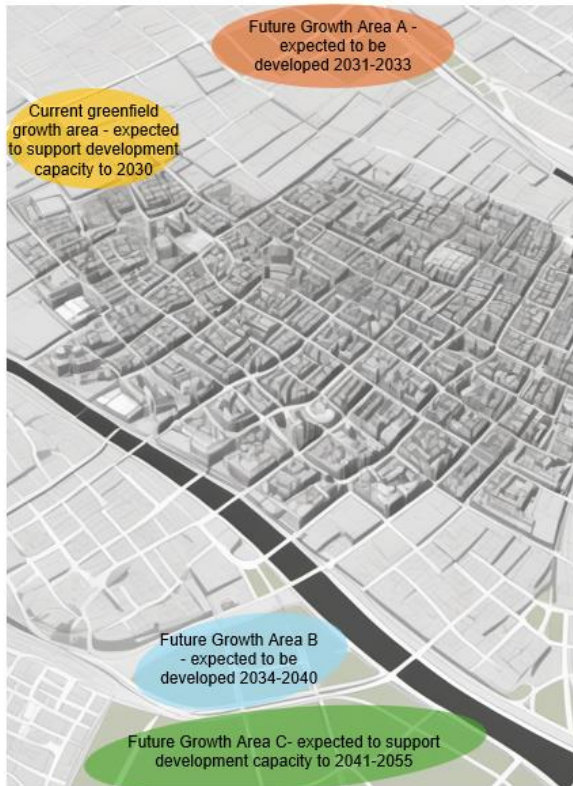 Future Growth Area A -
expected to be
developed 2031-2033
Current greenfield
growth area - expected
to support development
capacity to 2030
Future Growth Area B
- expected to be
developed 2034-2040
Future Growth Area C- expected to support
development capacity to 2041-2055